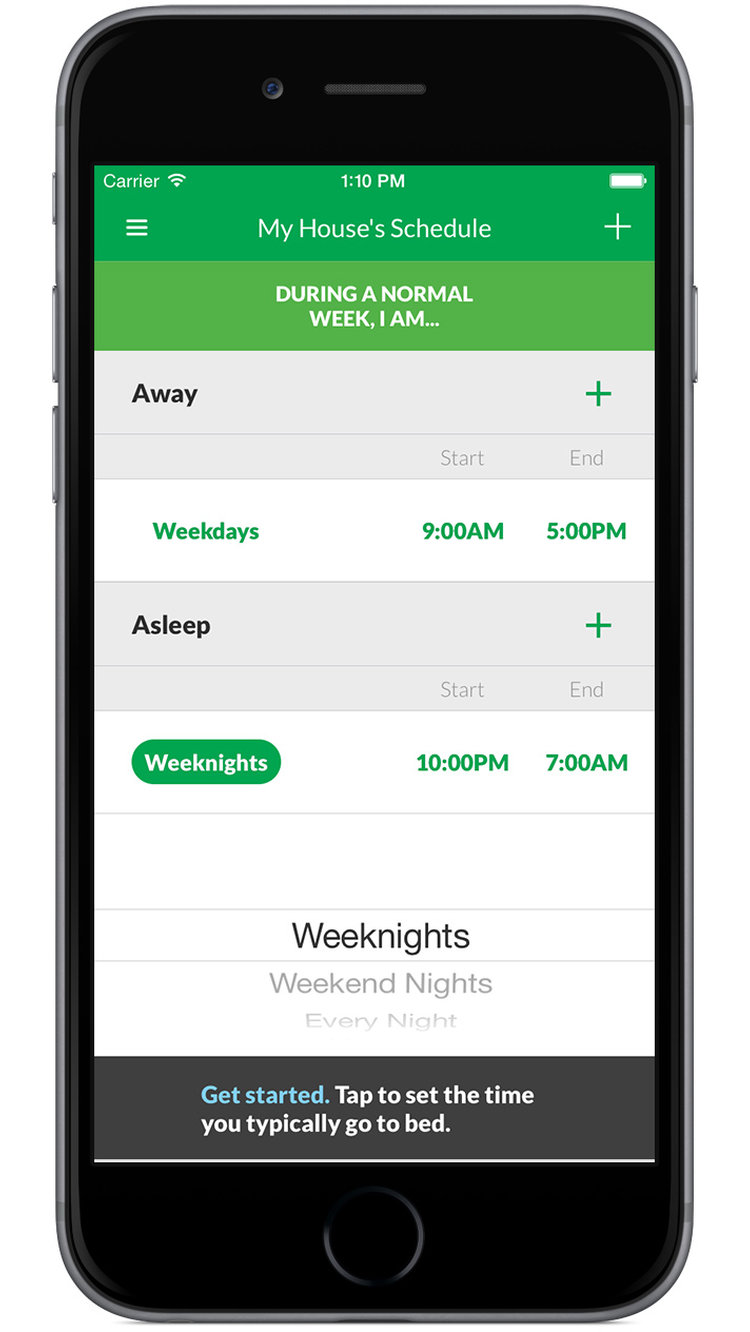 Carrier 1:10 PM
My House's Schedule
DURING A NORMAL
WEEK, I AM...
Away
Start End
Weekdays 9:00AM 5:00PM
Asleep
Start End
Weeknights 10:00PM 7:00AM
Weeknights
Weekend Nights
Every Night
Get started. Tap to set the time
you typically go to bed.